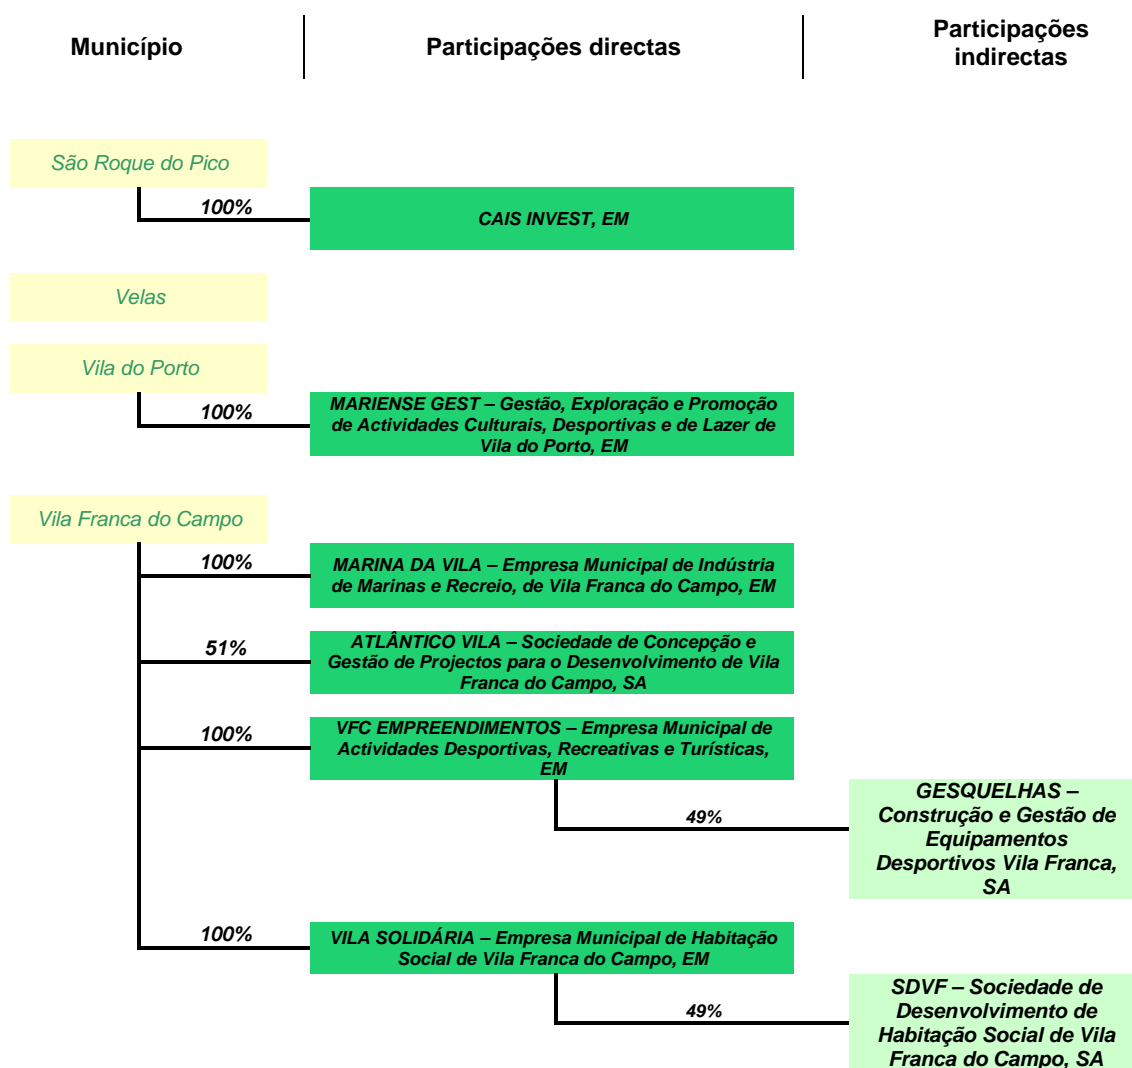 Município
Participações directas
Participações
indirectas
São Roque do Pico
100%
CAIS INVEST, EM
Velas
Vila do Porto
100%
MARIENSE GEST – Gestão, Exploração e Promoção
de Actividades Culturais, Desportivas e de Lazer de
Vila do Porto, EM
Vila Franca do Campo
100%
MARINA DA VILA – Empresa Municipal de Indústria
de Marinas e Recreio, de Vila Franca do Campo, EM
51%
ATLÂNTICO VILA – Sociedade de Concepção e
Gestão de Projectos para o Desenvolvimento de Vila
Franca do Campo, SA
100%
VFC EMPREENDIMENTOS – Empresa Municipal de
Actividades Desportivas, Recreativas e Turísticas,
EM
49%
GESQUELHAS –
Construção e Gestão de
Equipamentos
Desportivos Vila Franca,
SA
100%
VILA SOLIDÁRIA – Empresa Municipal de Habitação
Social de Vila Franca do Campo, EM
49%
SDVF – Sociedade de
Desenvolvimento de
Habitação Social de Vila
Franca do Campo, SA